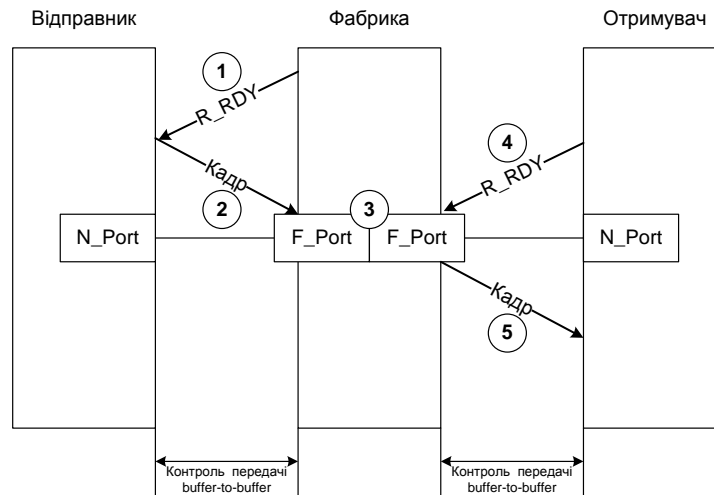 Відправник
Фабрика
Отримувач
1
R_RDY
4
R_RDY
Кадр
2
3
N_Port
F_Port
F_Port
N_Port
Кадр
5
Контроль передачі
buffer-to-buffer
Контроль передачі
buffer-to-buffer